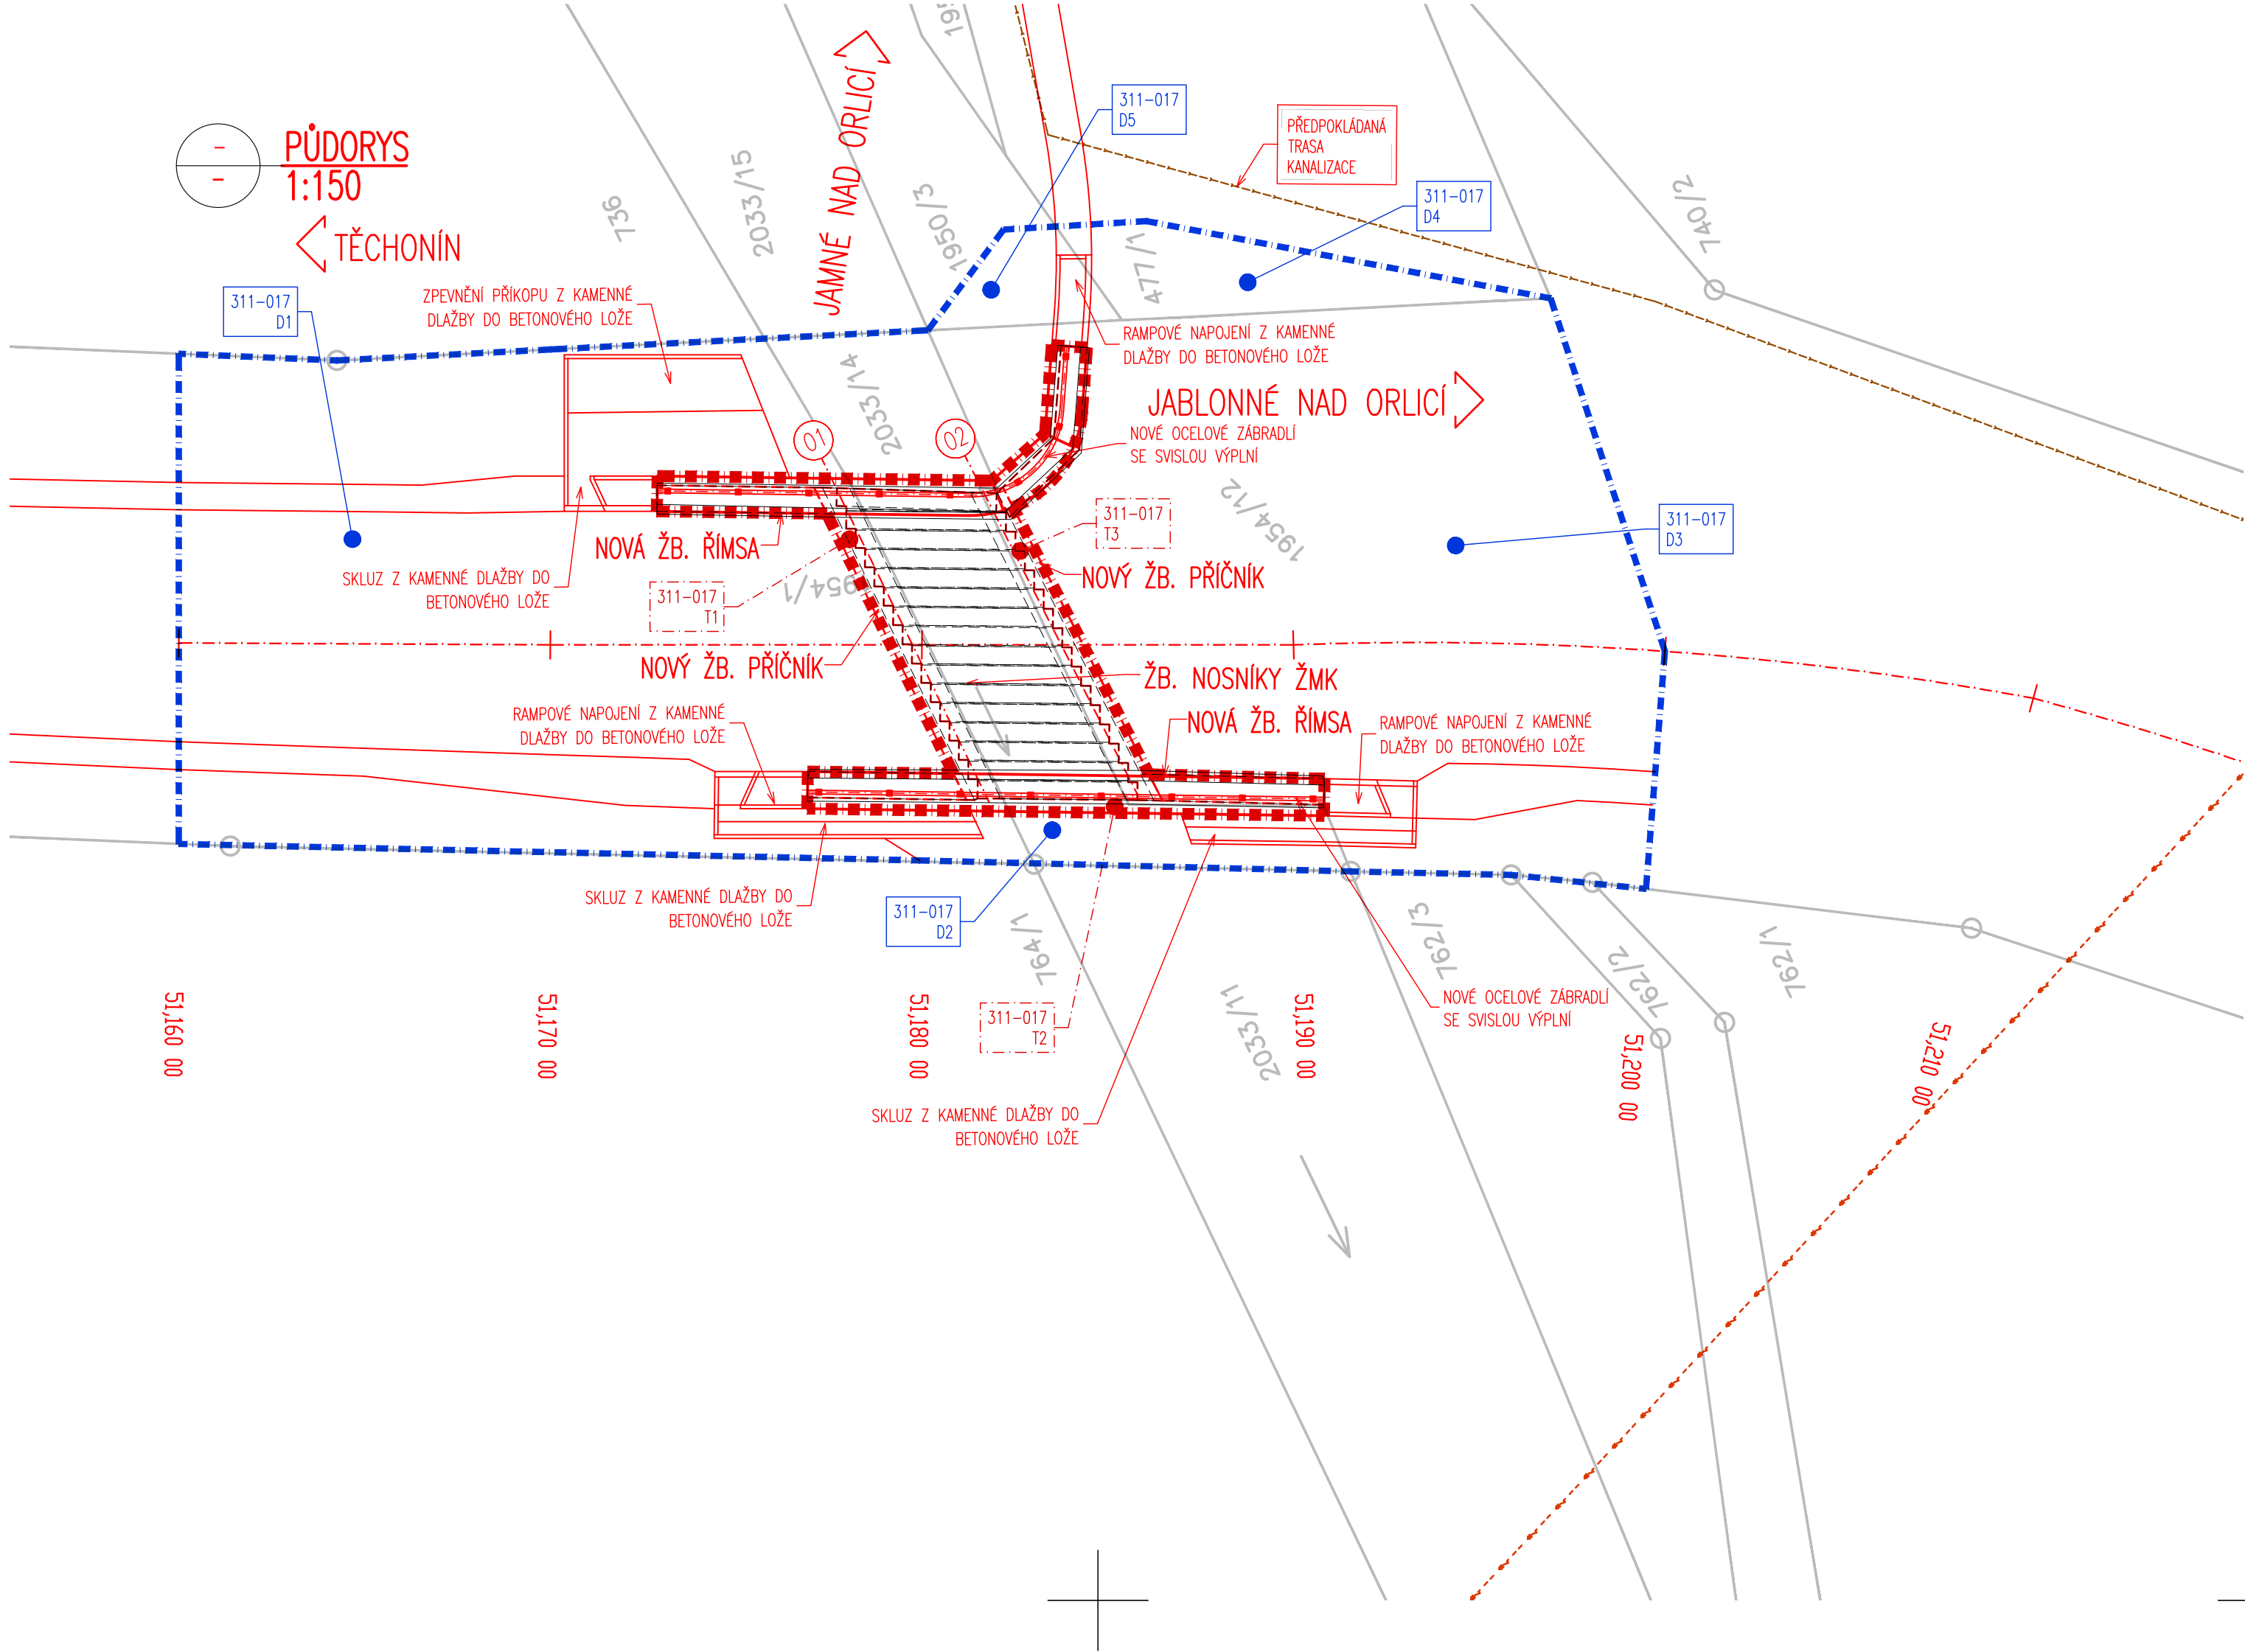 PŮDORYS
1:150
TĚCHONÍN
JAMNÉ NAD ORLICÍ
JABLONNÉ NAD ORLICÍ
311-017
D5
PŘEDPOKLÁDANÁ
TRASA
KANALIZACE
311-017
D4
311-017
D1
736
2033/15
1950/3
477/1
740/2
ZPEVNĚNÍ PŘÍKOPU Z KAMENNÉ
DLAŽBY DO BETONOVÉHO LOŽE
RAMPOVÉ NAPOJENÍ Z KAMENNÉ
DLAŽBY DO BETONOVÉHO LOŽE
2033/14
01
02
NOVÉ OCELOVÉ ZÁBRADLÍ
SE SVISLOU VÝPLNÍ
1954/12
311-017
T3
311-017
D3
NOVÁ ŽB. ŘÍMSA
SKLUZ Z KAMENNÉ DLAŽBY DO
BETONOVÉHO LOŽE
311-017
T1
954/1
NOVÝ ŽB. PŘÍČNÍK
NOVÝ ŽB. PŘÍČNÍK
ŽB. NOSNÍKY ŽMK
NOVÁ ŽB. ŘÍMSA
RAMPOVÉ NAPOJENÍ Z KAMENNÉ
DLAŽBY DO BETONOVÉHO LOŽE
RAMPOVÉ NAPOJENÍ Z KAMENNÉ
DLAŽBY DO BETONOVÉHO LOŽE
SKLUZ Z KAMENNÉ DLAŽBY DO
BETONOVÉHO LOŽE
311-017
D2
764/1
762/3
762/2
762/1
2033/11
311-017
T2
NOVÉ OCELOVÉ ZÁBRADLÍ
SE SVISLOU VÝPLNÍ
SKLUZ Z KAMENNÉ DLAŽBY DO
BETONOVÉHO LOŽE
51,160 00
51,170 00
51,180 00
51,190 00
51,200 00
51,210 00